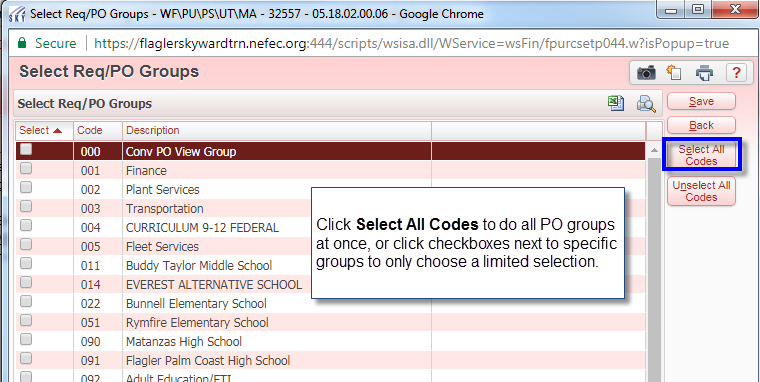 Select Req/PO Groups - WF\PU\PS\UT\MA - 32557 - 05.18.02.00.06 - Google Chrome
Secure https://flaglerskywardtrn.nefec.org:444/scripts/wsisa.dll/WService=wsFin/fpurcsetp044.w?isPopup=true
Select Req/PO Groups
?
Select Req/PO Groups
Save
Select Code Description
Back
000 Conv PO View Group
Select All
Codes
001 Finance
002 Plant Services
Unselect All
Codes
003 Transportation
004 CURRICULUM 9-12 FEDERAL
005 Fleet Services
011 Buddy Taylor Middle School
014 EVEREST ALTERNATIVE SCHOOL
022 Bunnell Elementary School
051 Rymfire Elementary School
090 Matanzas High School
091 Flagler Palm Coast High School
092 Adult Education/FTI
Click Select All Codes to do all PO groups
at once, or click checkboxes next to specific
groups to only choose a limited selection.